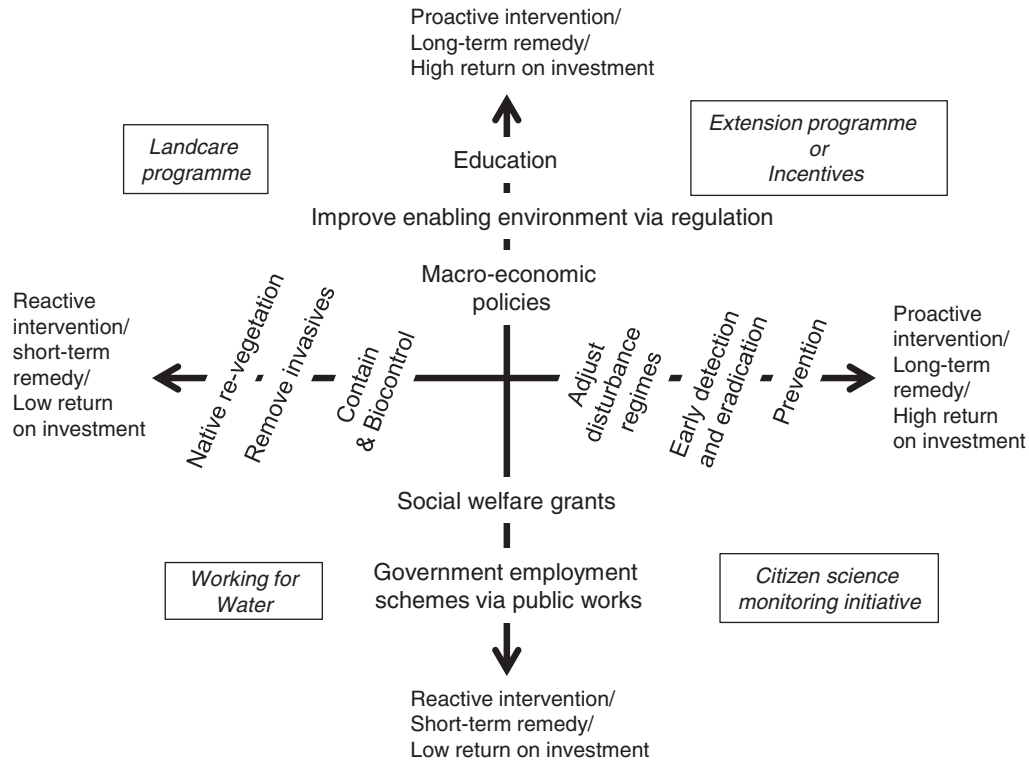 Proactive intervention/
Long-term remedy/
High return on investment
Landcare
programme
Extension programme
or
Incentives
Education
Improve enabling environment via regulation
Macro-economic
policies
Reactive
intervention/
short-term
remedy/
Low return
on investment
Native re-vegetation
Remove invasives
Contain
& Biocontrol
Adjust
disturbance
regimes
Early detection
and eradication
Prevention
Proactive
intervention/
Long-term
remedy/
High return
on investment
Social welfare grants
Working for
Water
Government employment
schemes via public works
Citizen science
monitoring initiative
Reactive intervention/
Short-term remedy/
Low return on investment